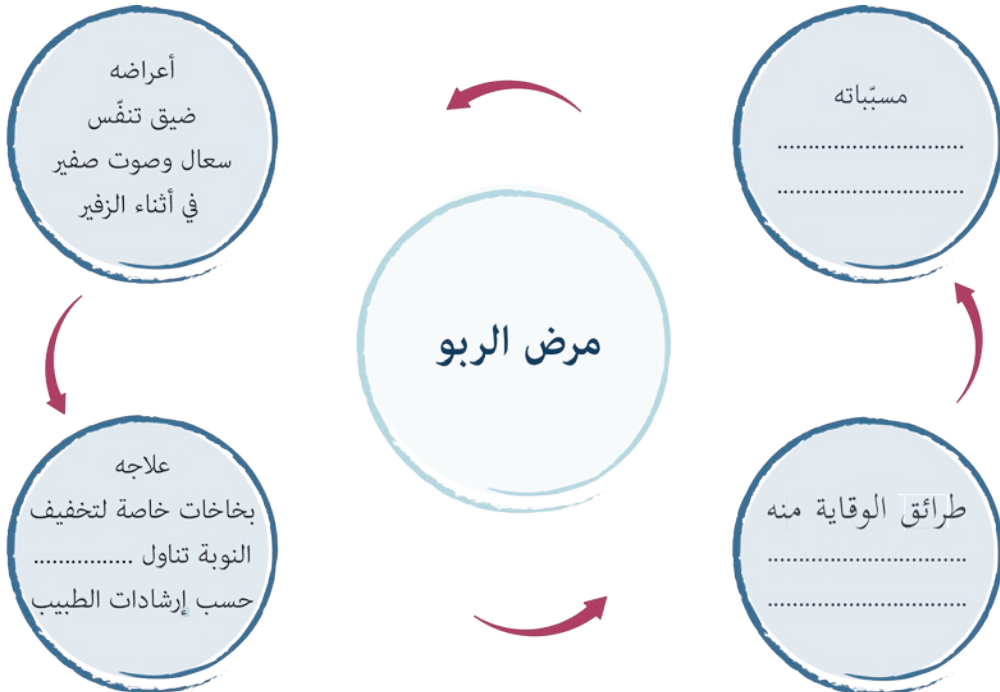 مسبّباته
............................
............................
أعراضه
ضيق تنفّس
سعال وصوت صفير
في أثناء الزفير
مرض الربو
علاجه
بخاخات خاصة لتخفيف
النوبة تناول ...............
حسب إرشادات الطبيب
طرائق الوقاية منه
..............................
..............................